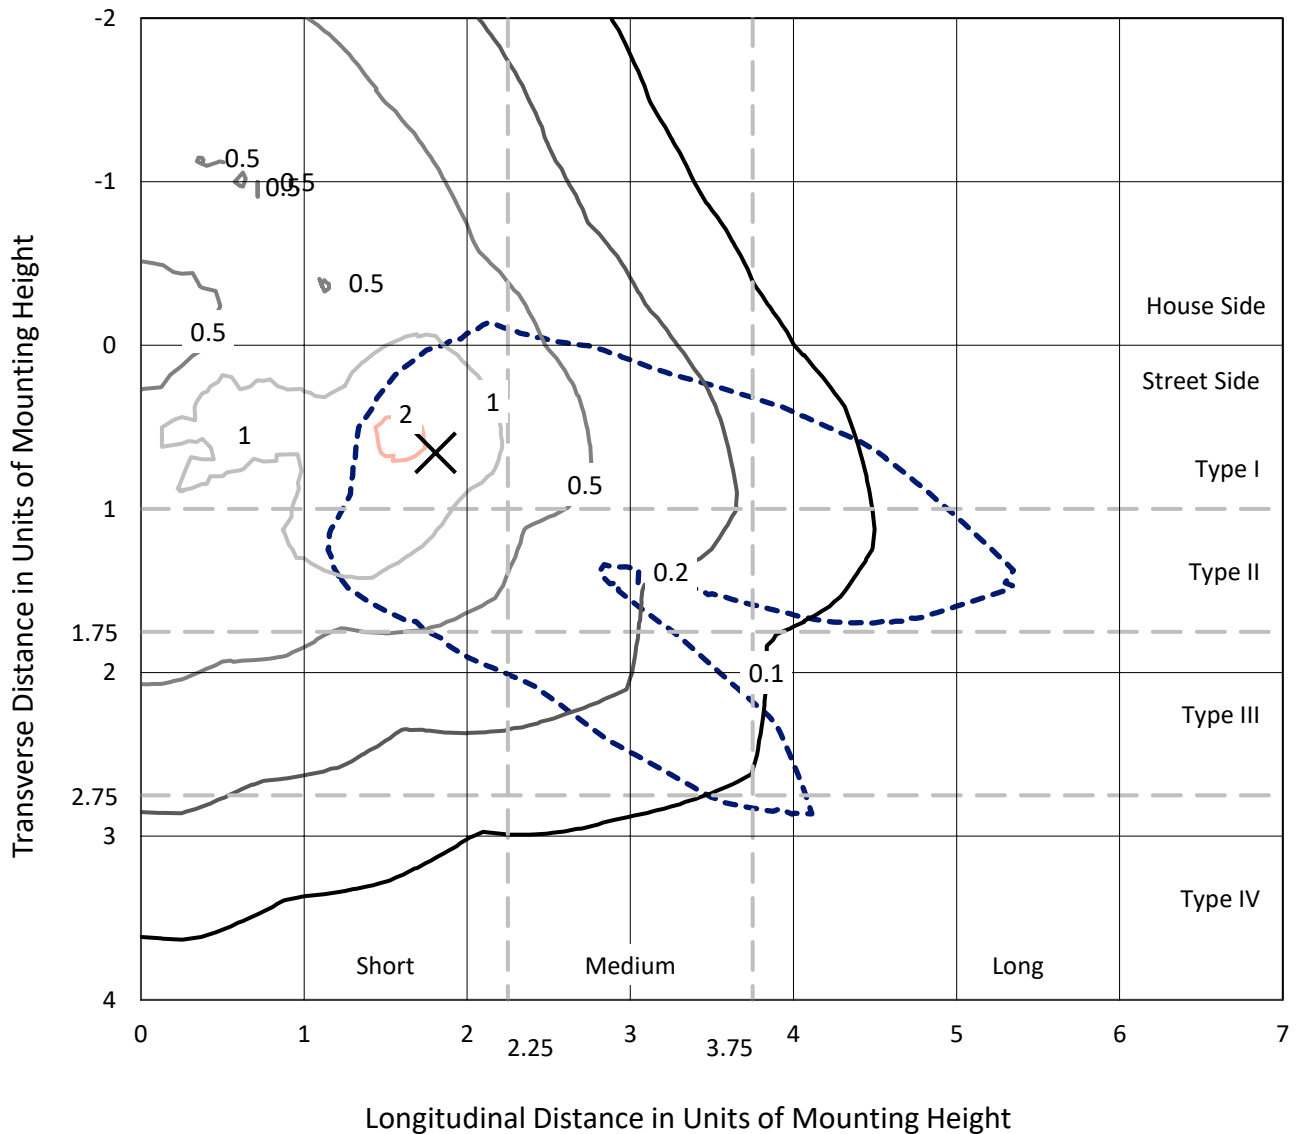 -2
0.5
-1
0.5
0.5
0.5
House Side
0.5
0
Street Side
1
2
1
Type I
0.5
1
0.2
Type II
1.75
2
0.1
Type III
2.75
3
Type IV
Short
Medium
Long
4
0
1
2
2.25
3
3.75
4
5
6
7
Transverse Distance in Units of Mounting Height
Longitudinal Distance in Units of Mounting Height